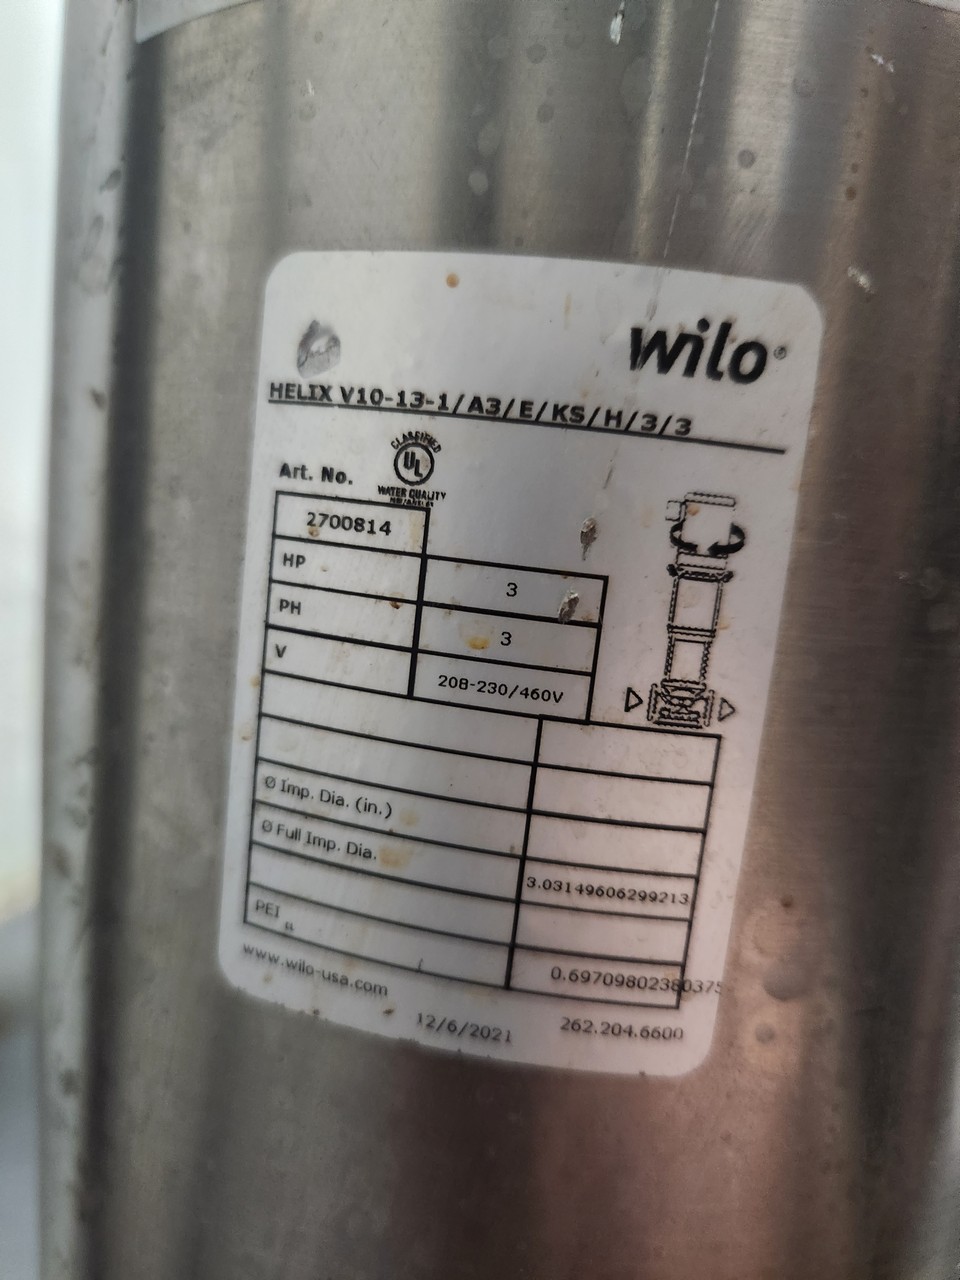 wilo®
HELIX V10-13-1/A3/E/KS/H/3/3
CLASSIFIED
UL
WATER QUALITY
Art. No.
2700814
HP 3
PH 3
V 208-230/460V
Ø Imp. Dia. (in.)
Ø Full Imp. Dia. 3.03149606299213
PEI 0.69709802380375
www.wilo-usa.com
12/6/2021 262.204.6600